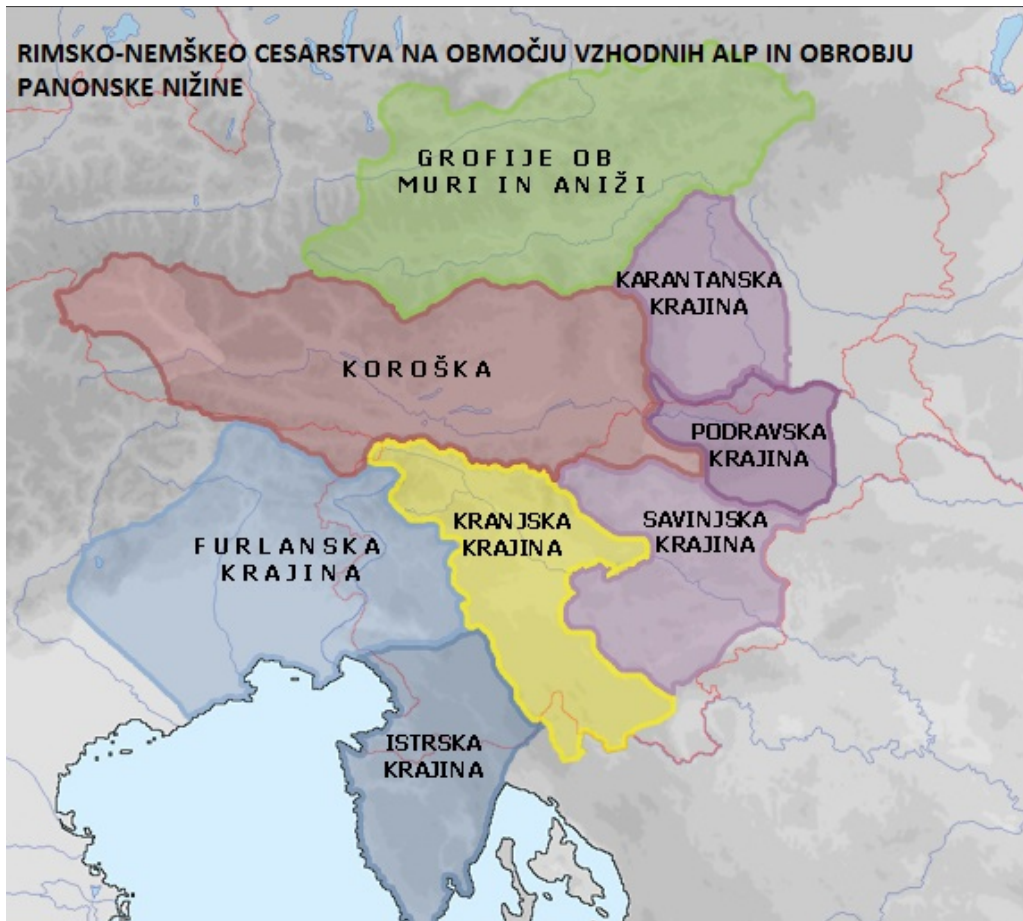 RIMSKO-NEMŠKEO CESARSTVA NA OBMOČJU VZHODNIH ALP IN OBROBJU
PANONSKE NIŽINE
GROFIJE OB
MURI IN ANIŽI
KARANTANSKA
KRAJINA
KOROŠKA
PODRAVSKA
KRAJINA
KRANJSKA
KRAJINA
SAVINJSKA
KRAJINA
FURLANSKA
KRAJINA
ISTRSKA
KRAJINA